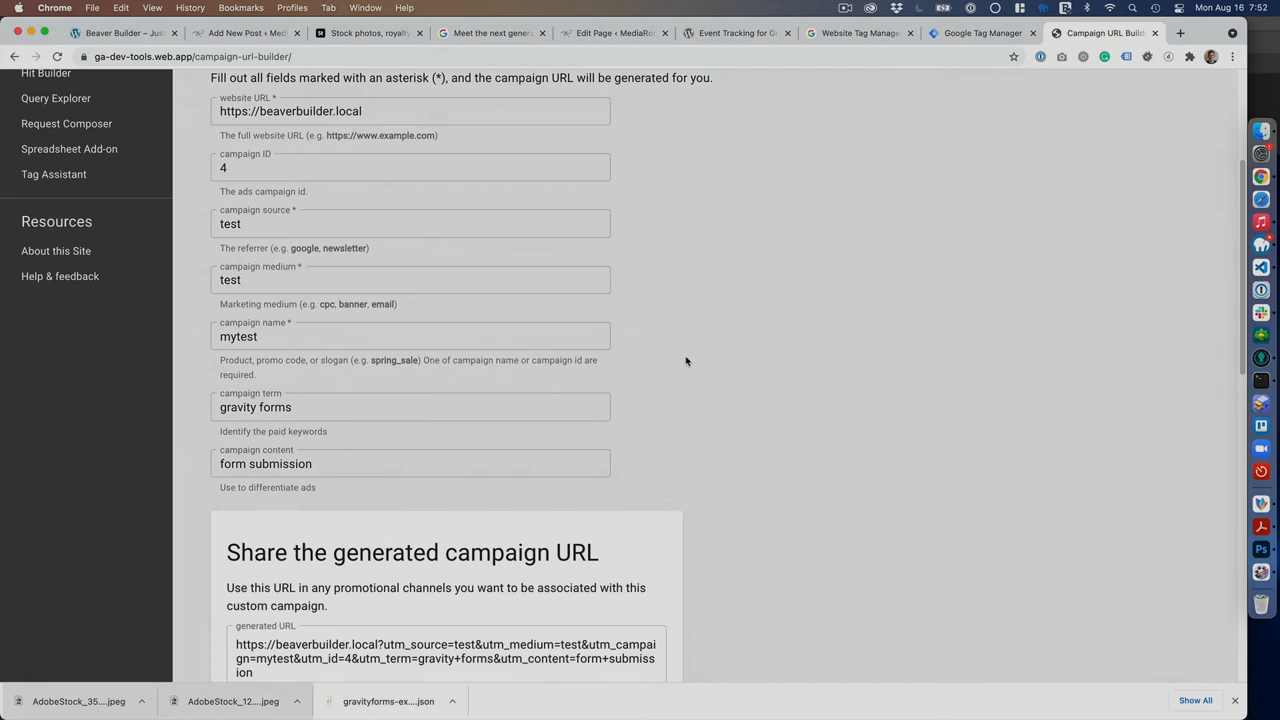 Chrome File Edit View History Bookmarks Profiles Tab Window Help
Mon Aug 16 7:52
Beaver Builder – Jus
Add New Post ‹ Med
Stock photos, royalty
Meet the next gener
Edit Page ‹ MediaRon
Event Tracking for Gr
Website Tag Manage
Google Tag Manager
Campaign URL Build
ga-dev-tools.web.app/campaign-url-builder/
Hit Builder
Query Explorer
Request Composer
Spreadsheet Add-on
Tag Assistant
Resources
About this Site
Help & feedback
Fill out all fields marked with an asterisk (*), and the campaign URL will be generated for you.
website URL *
https://beaverbuilder.local
The full website URL (e.g. https://www.example.com)
campaign ID
4
The ads campaign id.
campaign source *
test
The referrer (e.g. google, newsletter)
campaign medium *
test
Marketing medium (e.g. cpc, banner, email)
campaign name *
mytest
Product, promo code, or slogan (e.g. spring_sale) One of campaign name or campaign id are
required.
campaign term
gravity forms
Identify the paid keywords
campaign content
form submission
Use to differentiate ads
Share the generated campaign URL
Use this URL in any promotional channels you want to be associated with this
custom campaign.
generated URL
https://beaverbuilder.local?utm_source=test&utm_medium=test&utm_campai
gn=mytest&utm_id=4&utm_term=gravity+forms&utm_content=form+submiss
ion
AdobeStock_35....jpeg
AdobeStock_12....jpeg
gravityforms-ex....json
Show All